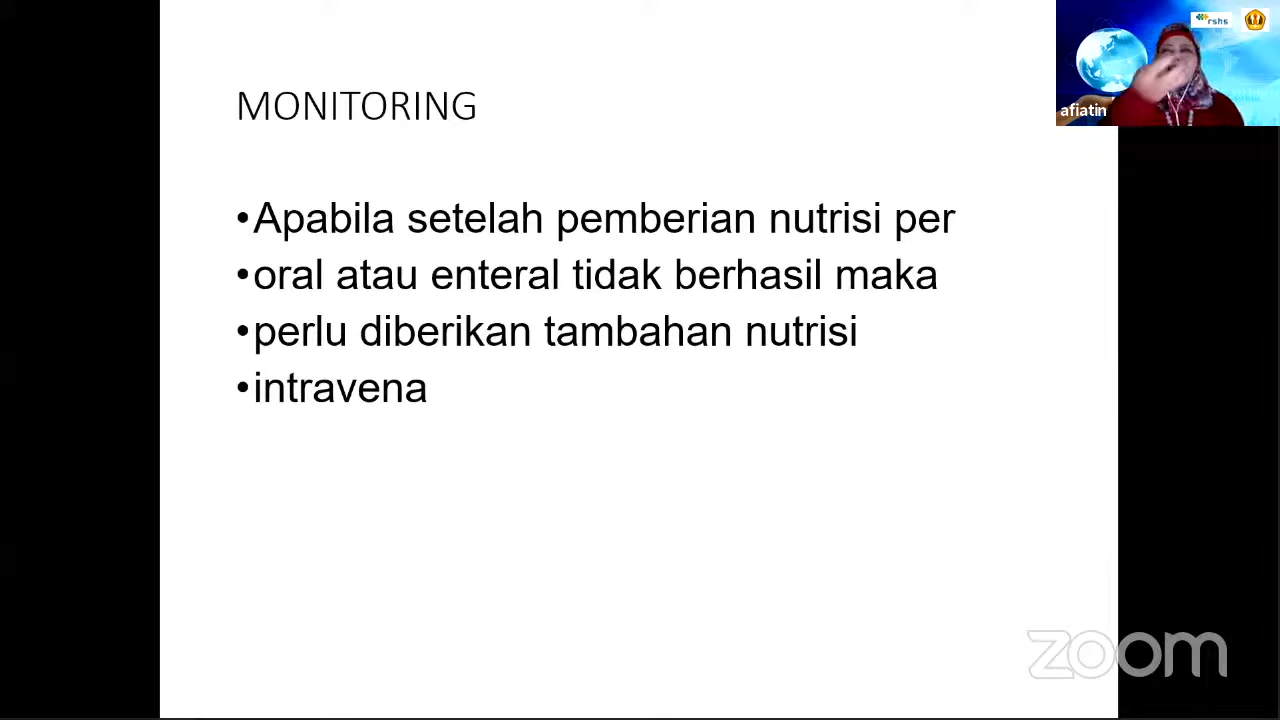 MONITORING
•Apabila setelah pemberian nutrisi per
•oral atau enteral tidak berhasil maka
•perlu diberikan tambahan nutrisi
•intravena
rshs
afiatin
zoom